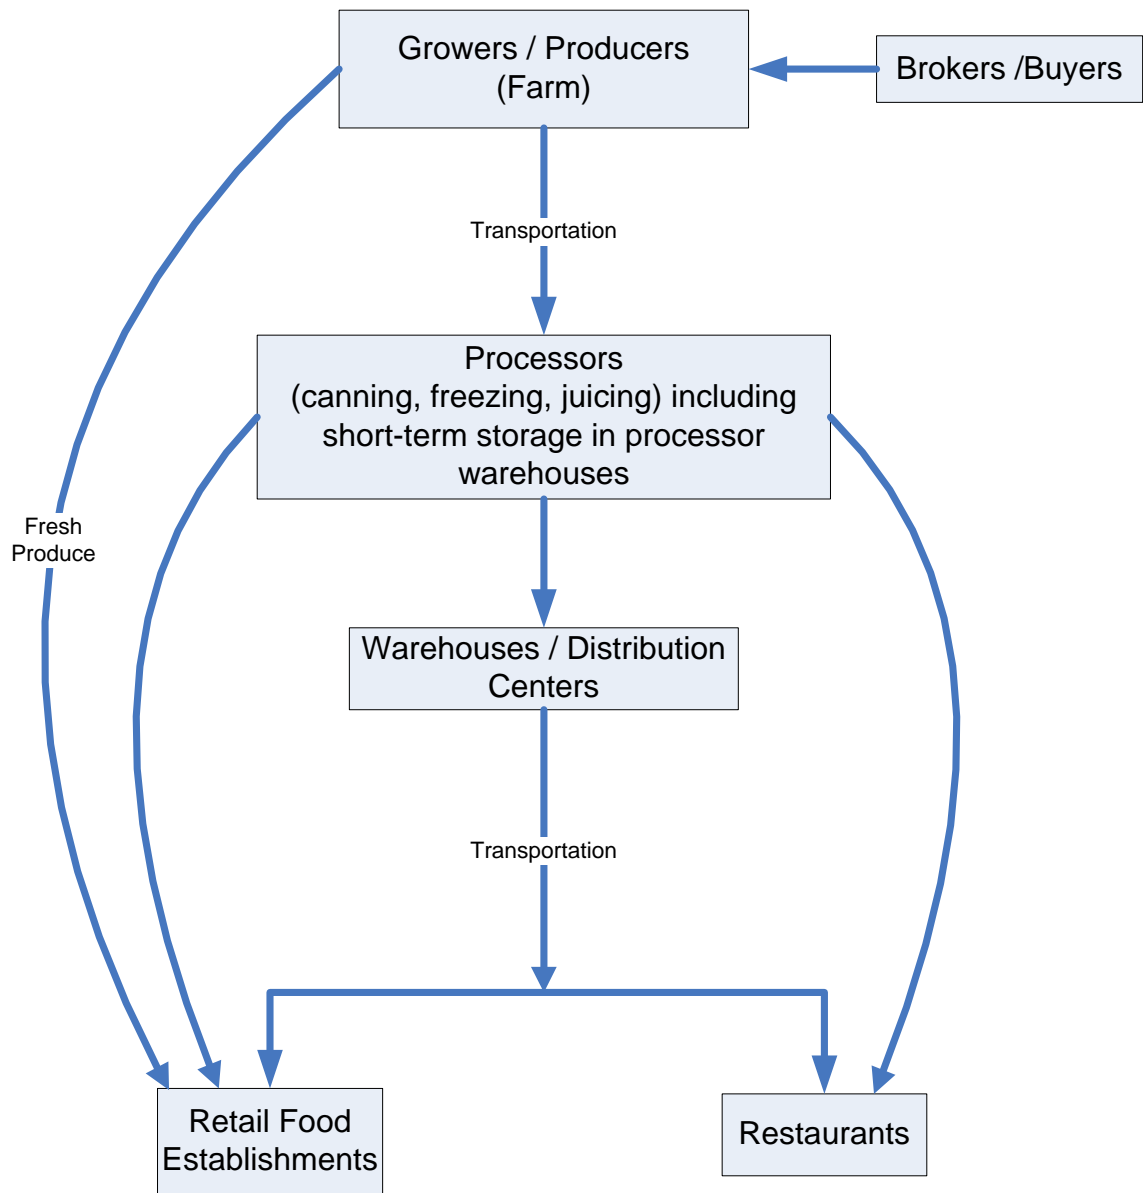 Growers / Producers
(Farm)
Brokers /Buyers
Transportation
Processors
(canning, freezing, juicing) including
short-term storage in processor
warehouses
Fresh
Produce
Warehouses / Distribution
Centers
Transportation
Retail Food
Establishments
Restaurants